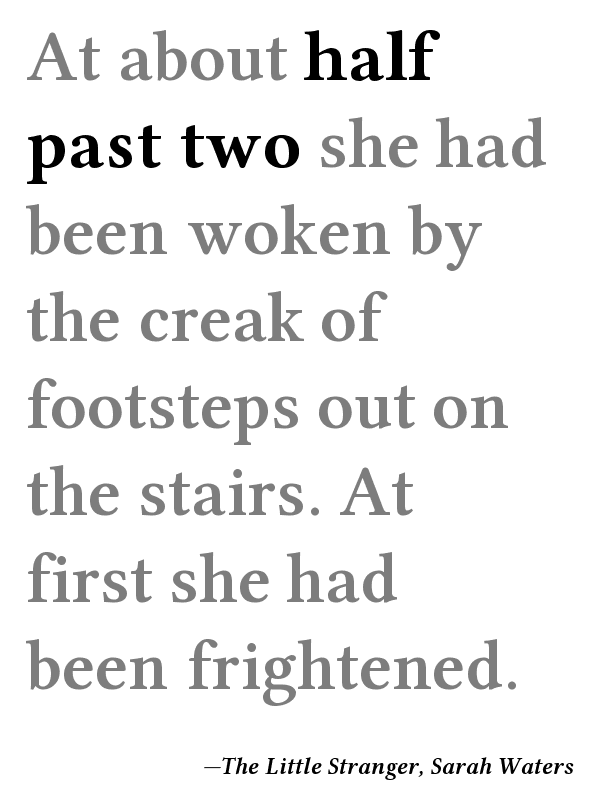 At about half
past two she had
been woken by
the creak of
footsteps out on
the stairs. At
first she had
been frightened.
—The Little Stranger, Sarah Waters